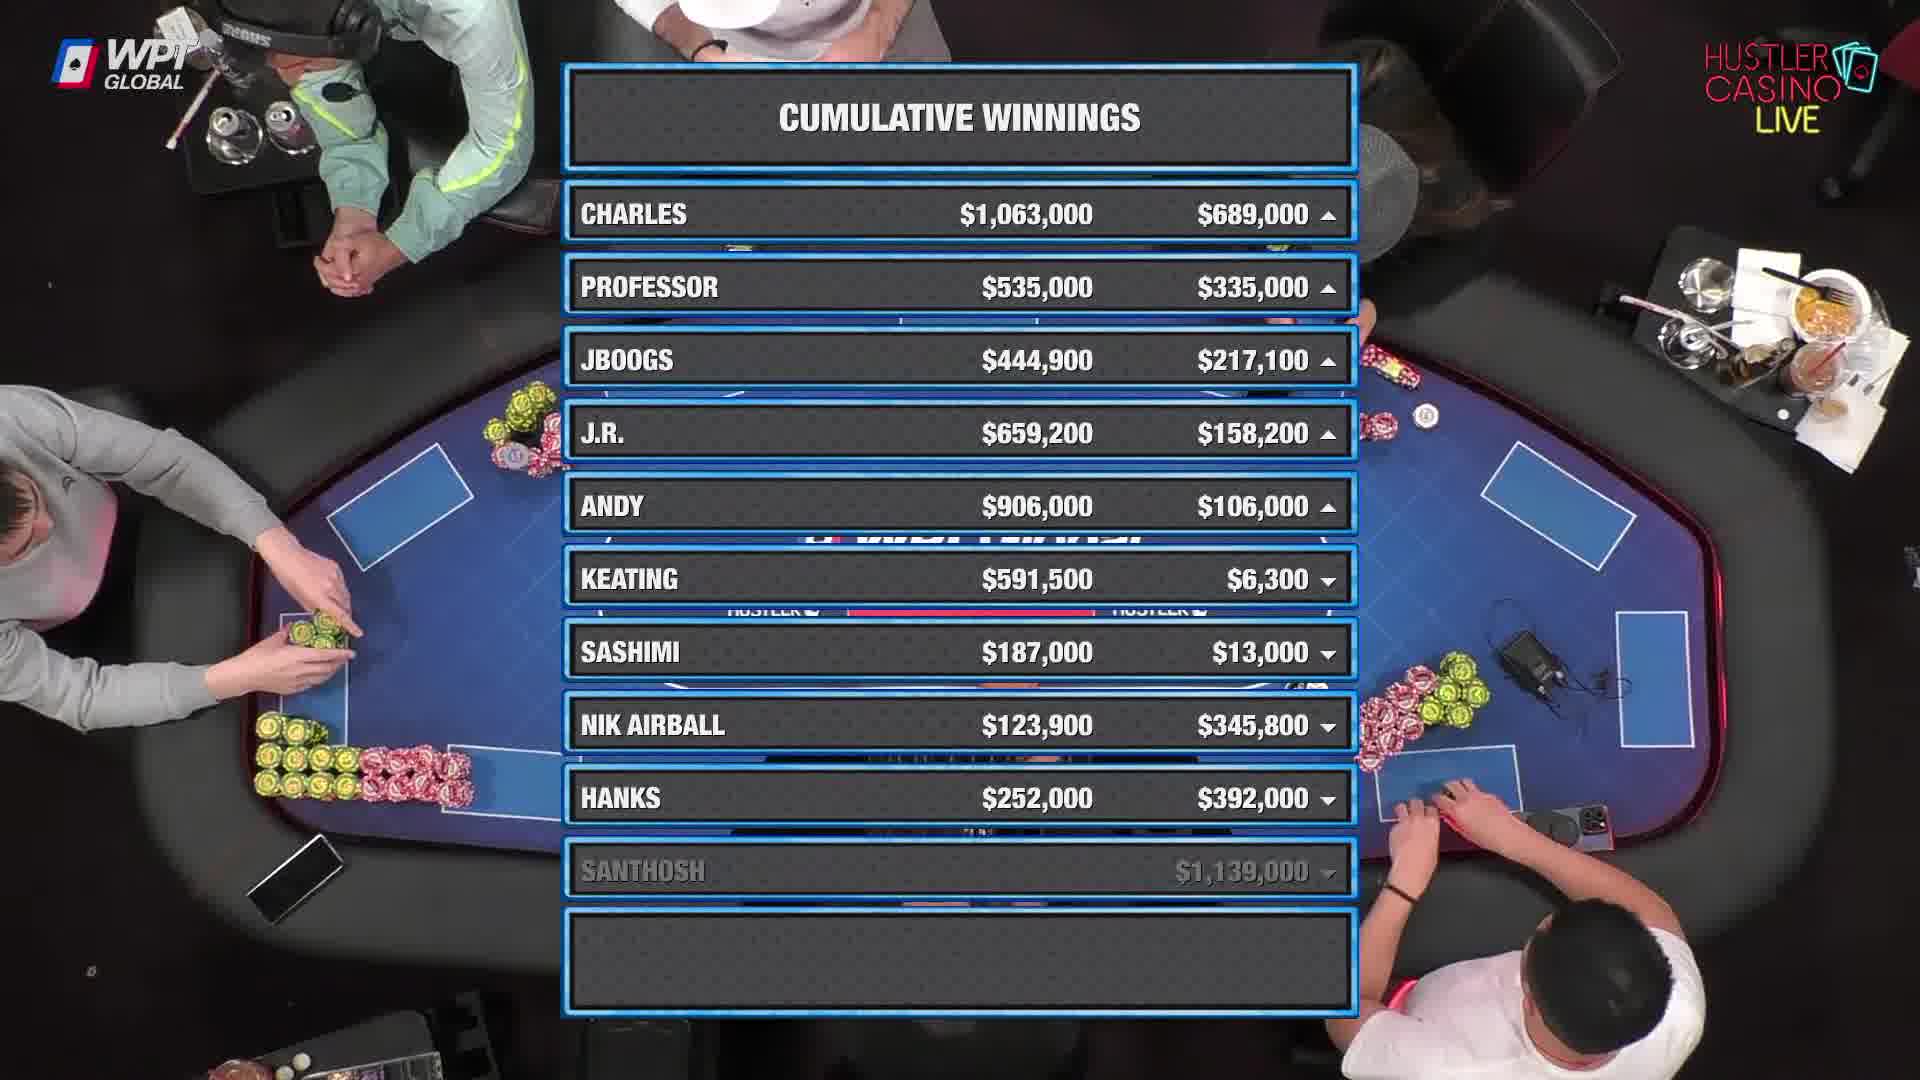 WPT
GLOBAL
HUSTLER
CASINO
LIVE
CUMULATIVE WINNINGS
CHARLES $1,063,000 $689,000
PROFESSOR $535,000 $335,000
JBOOGS $444,900 $217,100
J.R. $659,200 $158,200
ANDY $906,000 $106,000
KEATING $591,500 $6,300
HUSTLER HUSTLER
SASHIMI $187,000 $13,000
NIK AIRBALL $123,900 $345,800
HANKS $252,000 $392,000
SANTHOSH $1,139,000